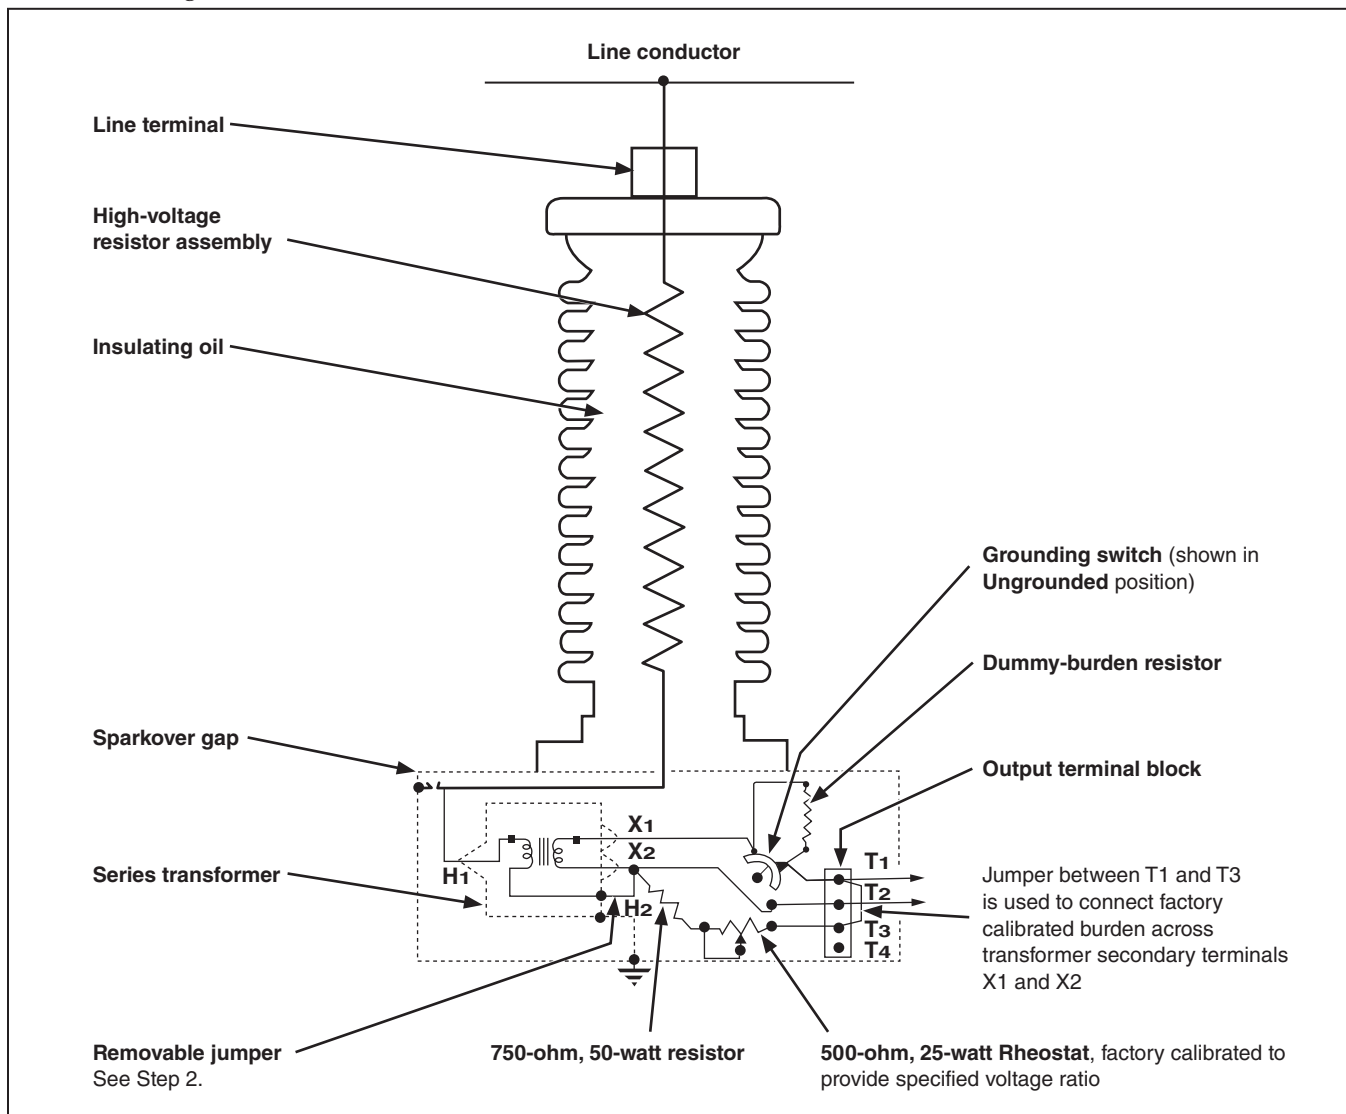 Line conductor
Line terminal
High-voltage
resistor assembly
Insulating oil
Grounding switch (shown in
Ungrounded position)
Dummy-burden resistor
Sparkover gap
Output terminal block
X1
X2
T1
Series transformer
H1
T2
H2
T3
T4
Jumper between T1 and T3
is used to connect factory
calibrated burden across
transformer secondary terminals
X1 and X2
Removable jumper
See Step 2.
750-ohm, 50-watt resistor
500-ohm, 25-watt Rheostat, factory calibrated to
provide specified voltage ratio